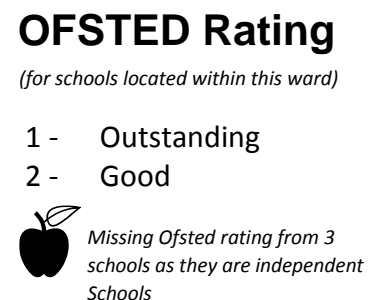 OFSTED Rating
(for schools located within this ward)
1 - Outstanding
2 - Good
Missing Ofsted rating from 3
schools as they are independent
Schools